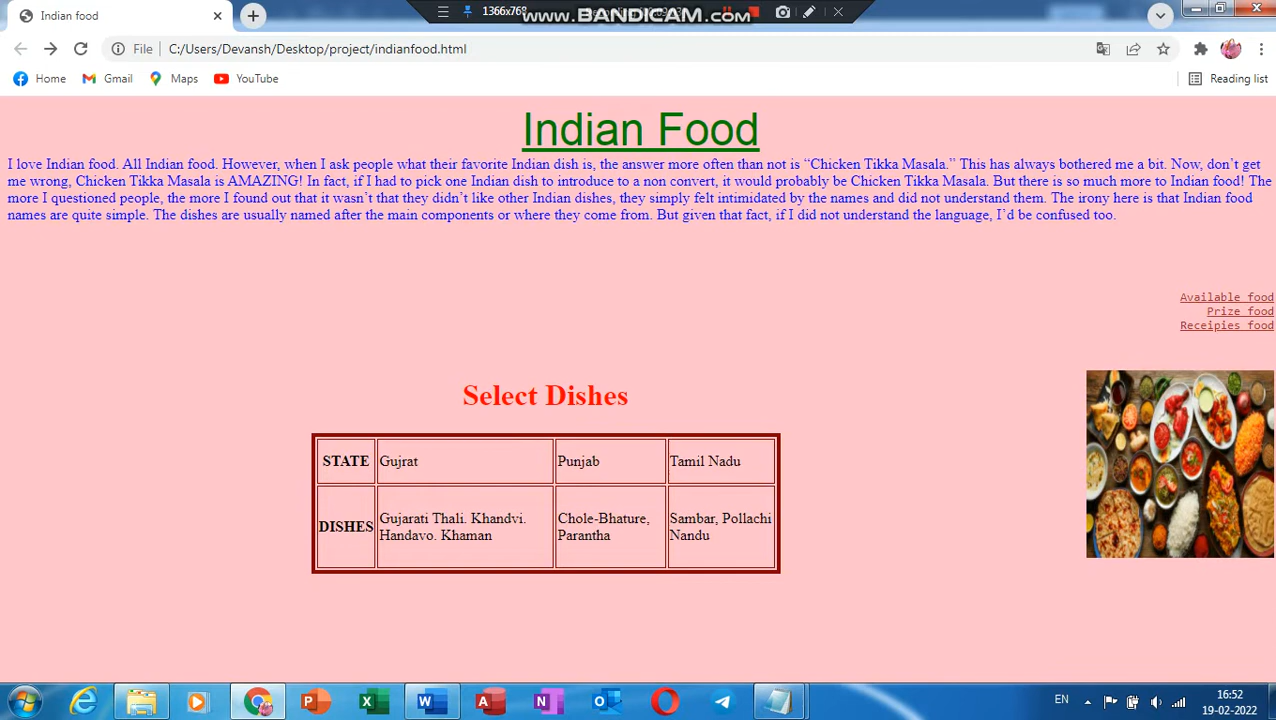 Indian food
1366x768
www.BANDICAM.com
File
C:/Users/Devansh/Desktop/project/indianfood.html
Home
Gmail
Maps
YouTube
Reading list
Indian Food
I love Indian food. All Indian food. However, when I ask people what their favorite Indian dish is, the answer more often than not is “Chicken Tikka Masala.” This has always bothered me a bit. Now, don’t get
me wrong, Chicken Tikka Masala is AMAZING! In fact, if I had to pick one Indian dish to introduce to a non convert, it would probably be Chicken Tikka Masala. But there is so much more to Indian food! The
more I questioned people, the more I found out that it wasn’t that they didn’t like other Indian dishes, they simply felt intimidated by the names and did not understand them. The irony here is that Indian food
names are quite simple. The dishes are usually named after the main components or where they come from. But given that fact, if I did not understand the language, I’d be confused too.
Available food
Prize food
Receipies food
Select Dishes
STATE Gujrat Punjab Tamil Nadu
DISHES Gujarati Thali. Khandvi. Chole-Bhature, Sambar, Pollachi
Handavo. Khaman Parantha Nandu
EN
16:52
19-02-2022